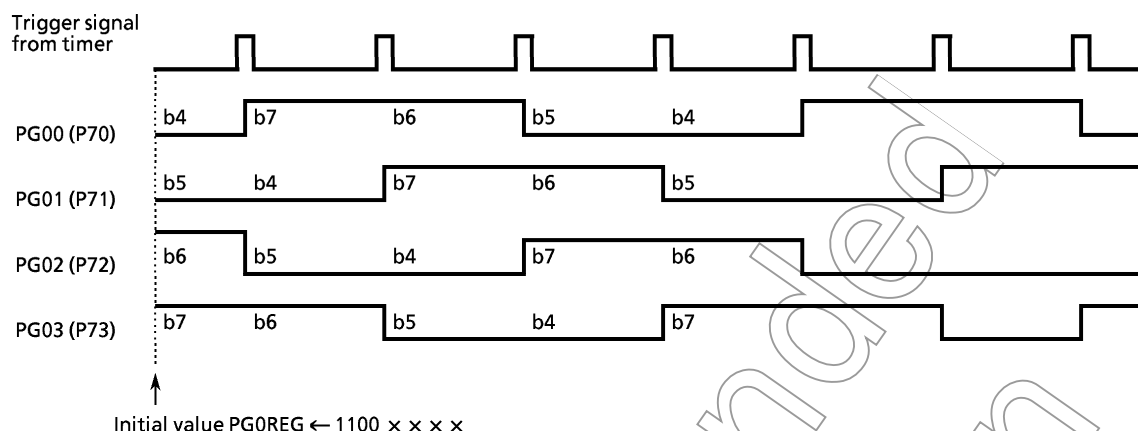 Trigger signal
from timer
PG00 (P70) b4 b7 b6 b5 b4
PG01 (P71) b5 b4 b7 b6 b5
PG02 (P72) b6 b5 b4 b7 b6
PG03 (P73) b7 b6 b5 b4 b7
Initial value PG0REG ← 1100 × × × ×